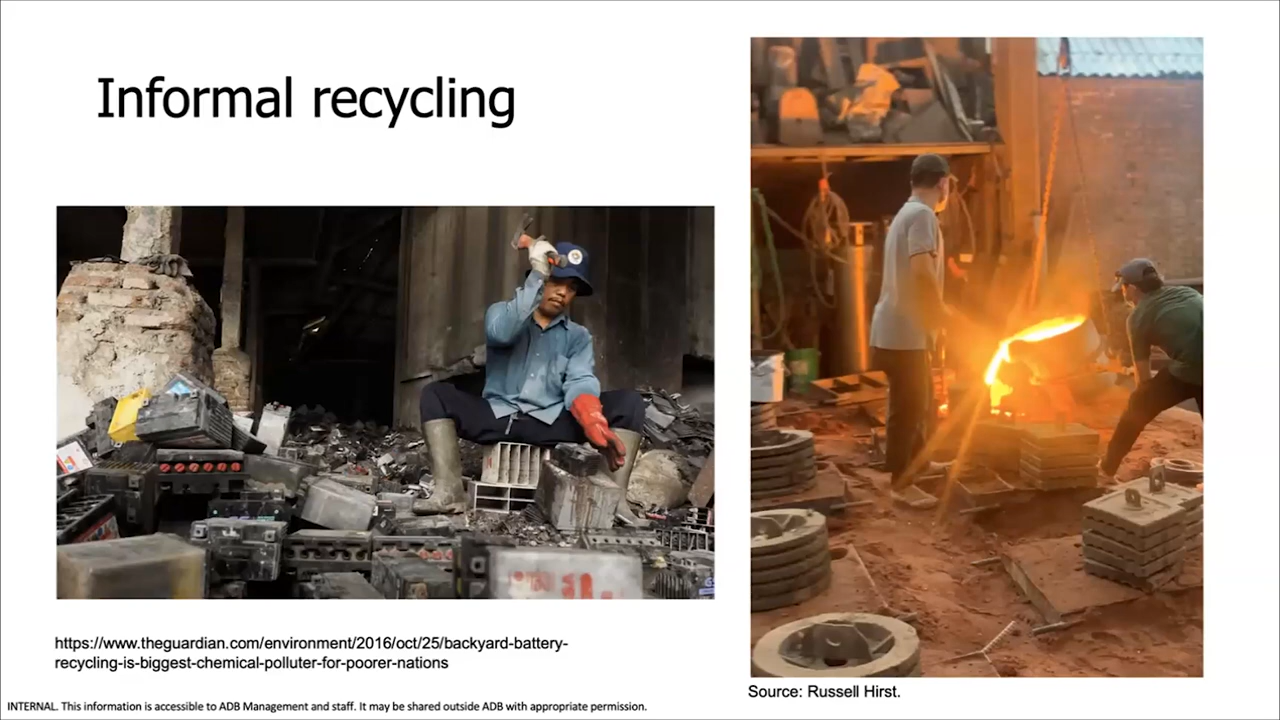 Informal recycling
https://www.theguardian.com/environment/2016/oct/25/backyard-battery-
recycling-is-biggest-chemical-polluter-for-poorer-nations
Source: Russell Hirst.
INTERNAL. This information is accessible to ADB Management and staff. It may be shared outside ADB with appropriate permission.